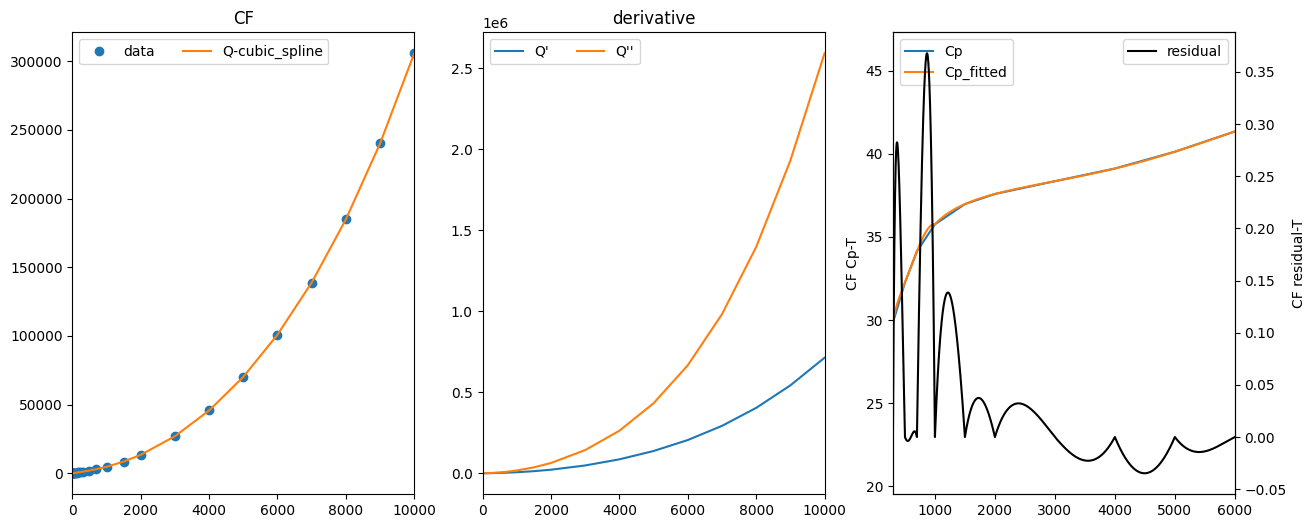 CF
data
Q-cubic_spline
300000
250000
200000
150000
100000
50000
0
0 2000 4000 6000 8000 10000
derivative
1e6
Q'
Q''
2.5
2.0
1.5
1.0
0.5
0.0
0 2000 4000 6000 8000 10000
Cp
Cp_fitted
residual
CF Cp-T
45
40
35
30
25
20
1000 2000 3000 4000 5000 6000
0.35
0.30
0.25
0.20
0.15
0.10
0.05
0.00
−0.05
CF residual-T